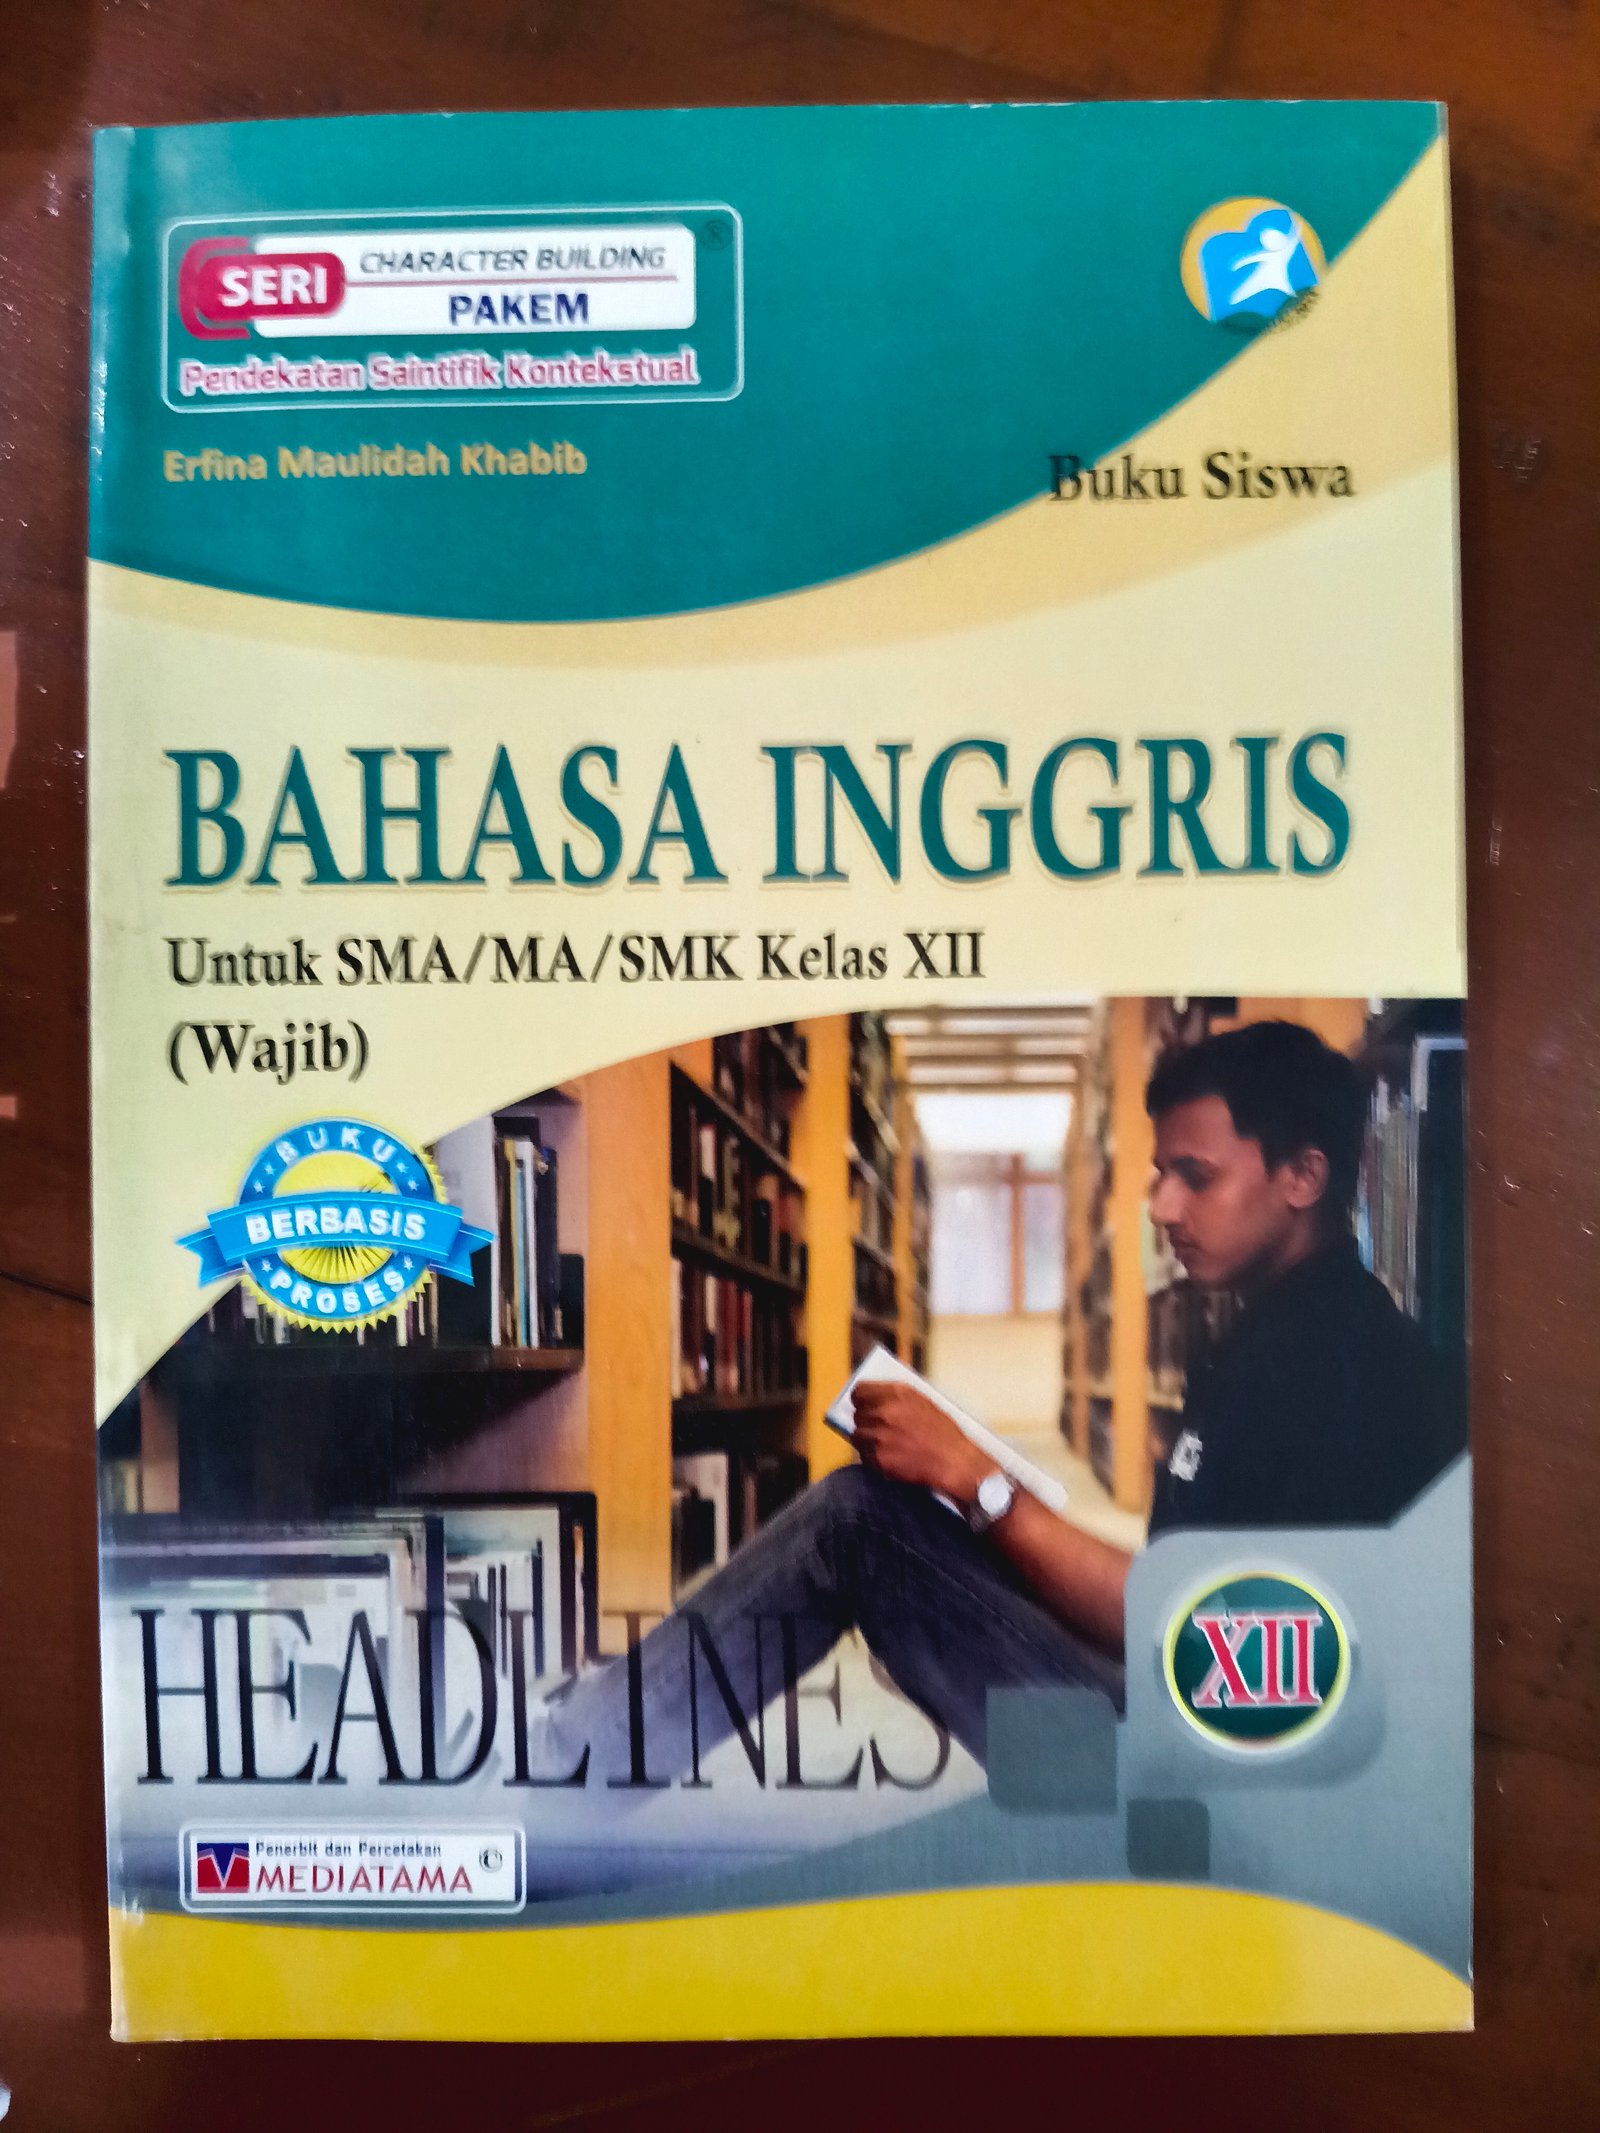 SERI
CHARACTER BUILDING
PAKEM
®
Pendekatan Saintifik Kontekstual
Erfina Maulidah Khabib
Buku Siswa
BAHASA INGGRIS
Untuk SMA/MA/SMK Kelas XII
(Wajib)
BUKU
BERBASIS
PROSES
HEADLINES
XII
Penerbit dan Percetakan
MEDIATAMA ©